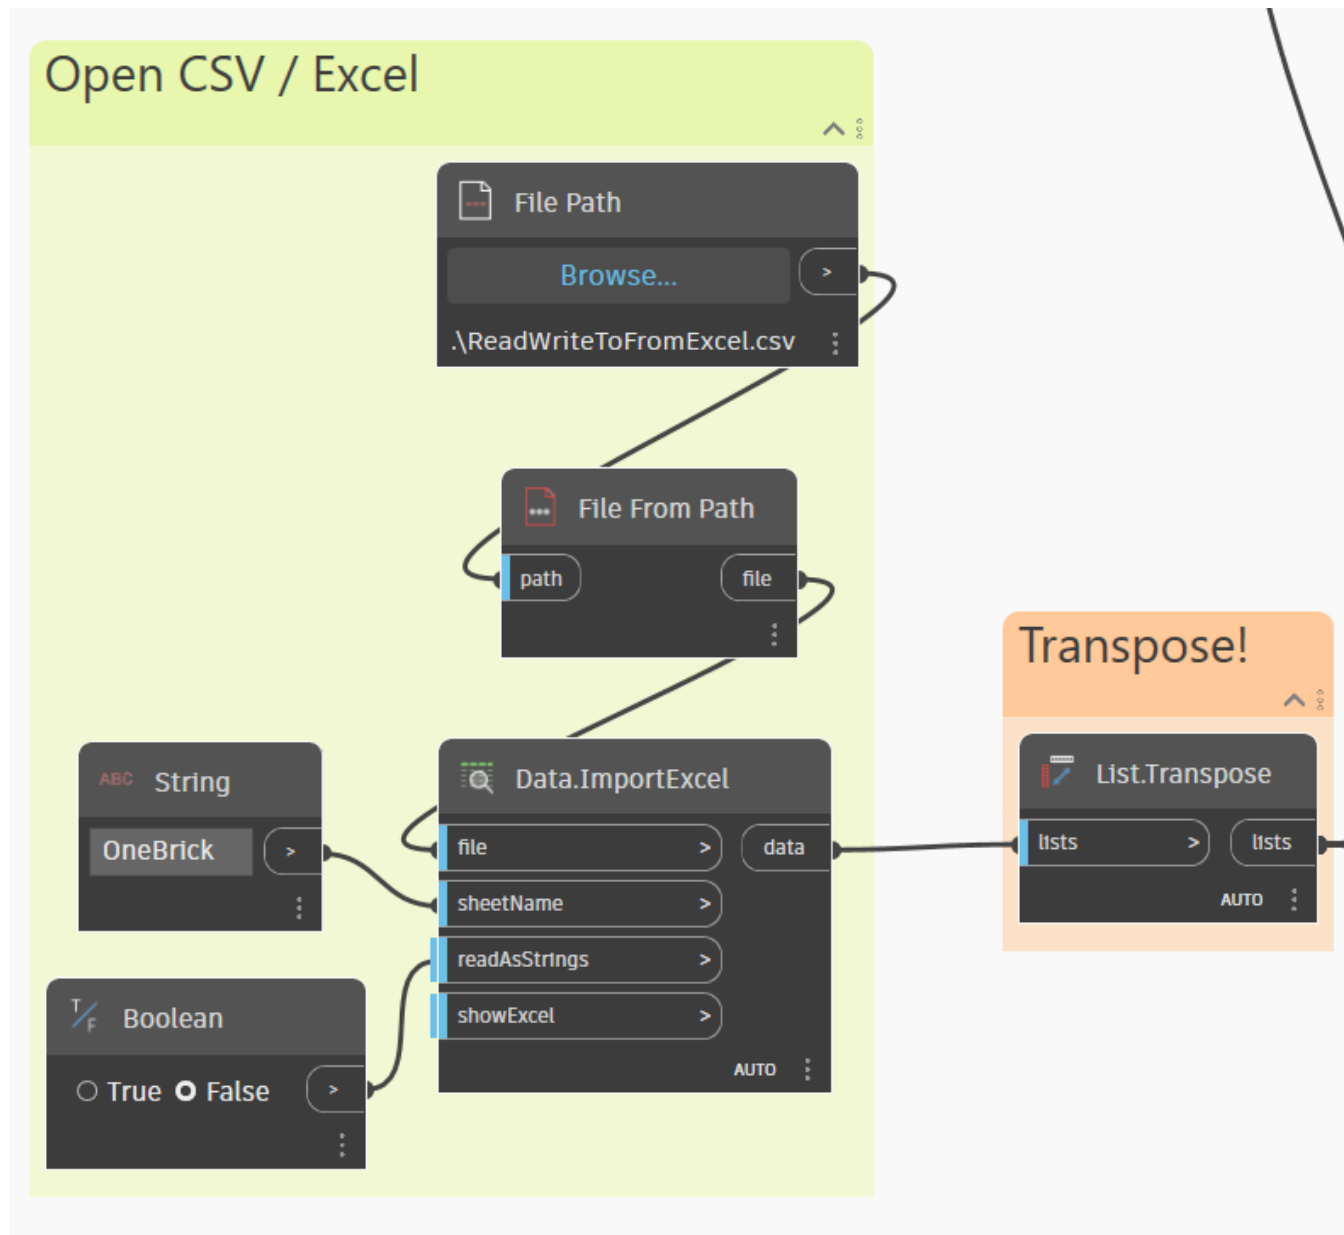 Open CSV / Excel
File Path
Browse...
>
.\ReadWriteToFromExcel.csv
File From Path
path
file
ABC String
OneBrick
>
T/F Boolean
True False
>
Data.ImportExcel
file >
data
sheetName >
readAsStrings >
showExcel >
AUTO
Transpose!
List.Transpose
lists >
lists
AUTO